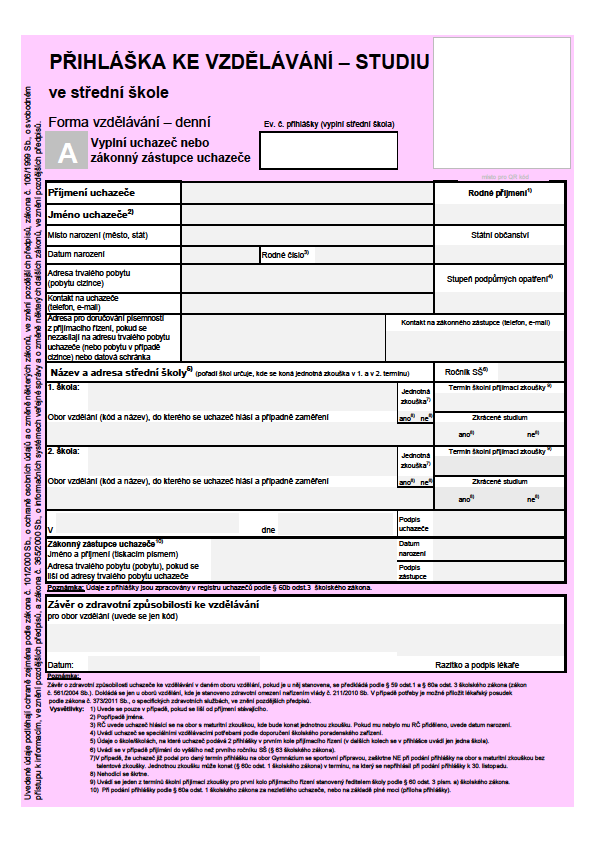 PŘIHLÁŠKA KE VZDĚLÁVÁNÍ – STUDIU
ve střední škole
Forma vzdělávání – denní
Ev. č. přihlášky (vyplní střední škola)
A
Vyplní uchazeč nebo
zákonný zástupce uchazeče
místo pro QR kód
Příjmení uchazeče
Rodné příjmení1)
Jméno uchazeče2)
Místo narození (město, stát)
Státní občanství
Datum narození
Rodné číslo3)
Adresa trvalého pobytu
(pobytu cizince)
Stupeň podpůrných opatření4)
Kontakt na uchazeče
(telefon, e-mail)
Adresa pro doručování písemností
z přijímacího řízení, pokud se
nezasílají na adresu trvalého pobytu
uchazeče (nebo pobytu v případě
cizince) nebo datová schránka
Kontakt na zákonného zástupce (telefon, e-mail)
Název a adresa střední školy5) (pořadí škol určuje, kde se koná jednotná zkouška v 1. a v 2. termínu)
Ročník SŠ6)
1. škola:
Jednotná
zkouška7)
Termín školní přijímací zkoušky 9)
Obor vzdělání (kód a název), do kterého se uchazeč hlásí a případně zaměření
ano8) ne8)
Zkrácené studium
ano8) ne8)
2. škola:
Jednotná
zkouška7)
Termín školní přijímací zkoušky 9)
Obor vzdělání (kód a název), do kterého se uchazeč hlásí a případně zaměření
ano8) ne8)
Zkrácené studium
ano8) ne8)
V
dne
Podpis
uchazeče
Zákonný zástupce uchazeče10)
Jméno a příjmení (tiskacím písmem)
Datum
narození
Adresa trvalého pobytu (pobytu), pokud se
liší od adresy trvalého pobytu uchazeče
Podpis
zástupce
Poznámka: Údaje z přihlášky jsou zpracovány v registru uchazečů podle § 60b odst.3 školského zákona.
Závěr o zdravotní způsobilosti ke vzdělávání
pro obor vzdělání (uvede se jen kód)
Datum:
Razítko a podpis lékaře
Poznámka:
Závěr o zdravotní způsobilosti ke vzdělávání v daném oboru vzdělání, pokud je u něj stanovena, se předkládá podle § 59 odst.1 a § 60a odst. 3 školského zákona (zákon
č. 561/2004 Sb.). Dokládá se jen u oborů vzdělání, kde je stanoveno zdravotní omezení nařízením vlády č. 211/2010 Sb. V případě potřeby je možné přiložit lékařský posudek
podle zákona č. 373/2011 Sb., o specifických zdravotních službách, ve znění pozdějších předpisů.
Vysvětlivky: 1) Uvede se pouze v případě, pokud se liší od příjmení stávajícího.
2) Popřípadě jména.
3) RČ uvede uchazeč hlásící se na obor s maturitní zkouškou, kde bude konat jednotnou zkoušku. Pokud mu nebylo mu RČ přiděleno, uvede datum narození.
4) Uvádí uchazeč se speciálními vzdělávacími potřebami podle doporučení školského poradenského zařízení.
5) Údaje o škole/školách, na které uchazeč podává 2 přihlášky v prvním kole přijímacího řízení (v dalších kolech se v přihlášce uvádí jen jedna škola).
6) Uvádí se v případě přijímání do vyššího než prvního ročníku SŠ (§ 63 školského zákona).
7)V případě, že uchazeč již podal pro daný termín přihlášku na obor Gymnázium se sportovní přípravou, zaškrtne NE při podání přihlášky na obor s maturitní zkouškou bez
talentové zkoušky. Jednotnou zkoušku může konat (§ 60c odst. 1 školského zákona) v termínu, na který se nepřihlásil při podání přihlášky k 30. listopadu.
8) Nehodící se škrtne.
9) Uvádí se jeden z termínů školní přijímací zkoušky pro první kolo přijímacího řízení stanovený ředitelem školy podle § 60 odst. 3 písm. a) školského zákona.
10) Při podání přihlášky podle § 60a odst. 1 školského zákona za nezletilého uchazeče, nebo na základě plné moci (příloha přihlášky).
Uvedené údaje podléhají ochraně zejména podle zákona č. 101/2000 Sb., o ochraně osobních údajů a o změně některých zákonů, ve znění pozdějších předpisů, zákona č. 106/1999 Sb., o svobodném
přístupu k informacím, ve znění pozdějších předpisů, a zákona č. 365/2000 Sb., o informačních systémech veřejné správy a o změně některých dalších zákonů, ve znění pozdějších předpisů.